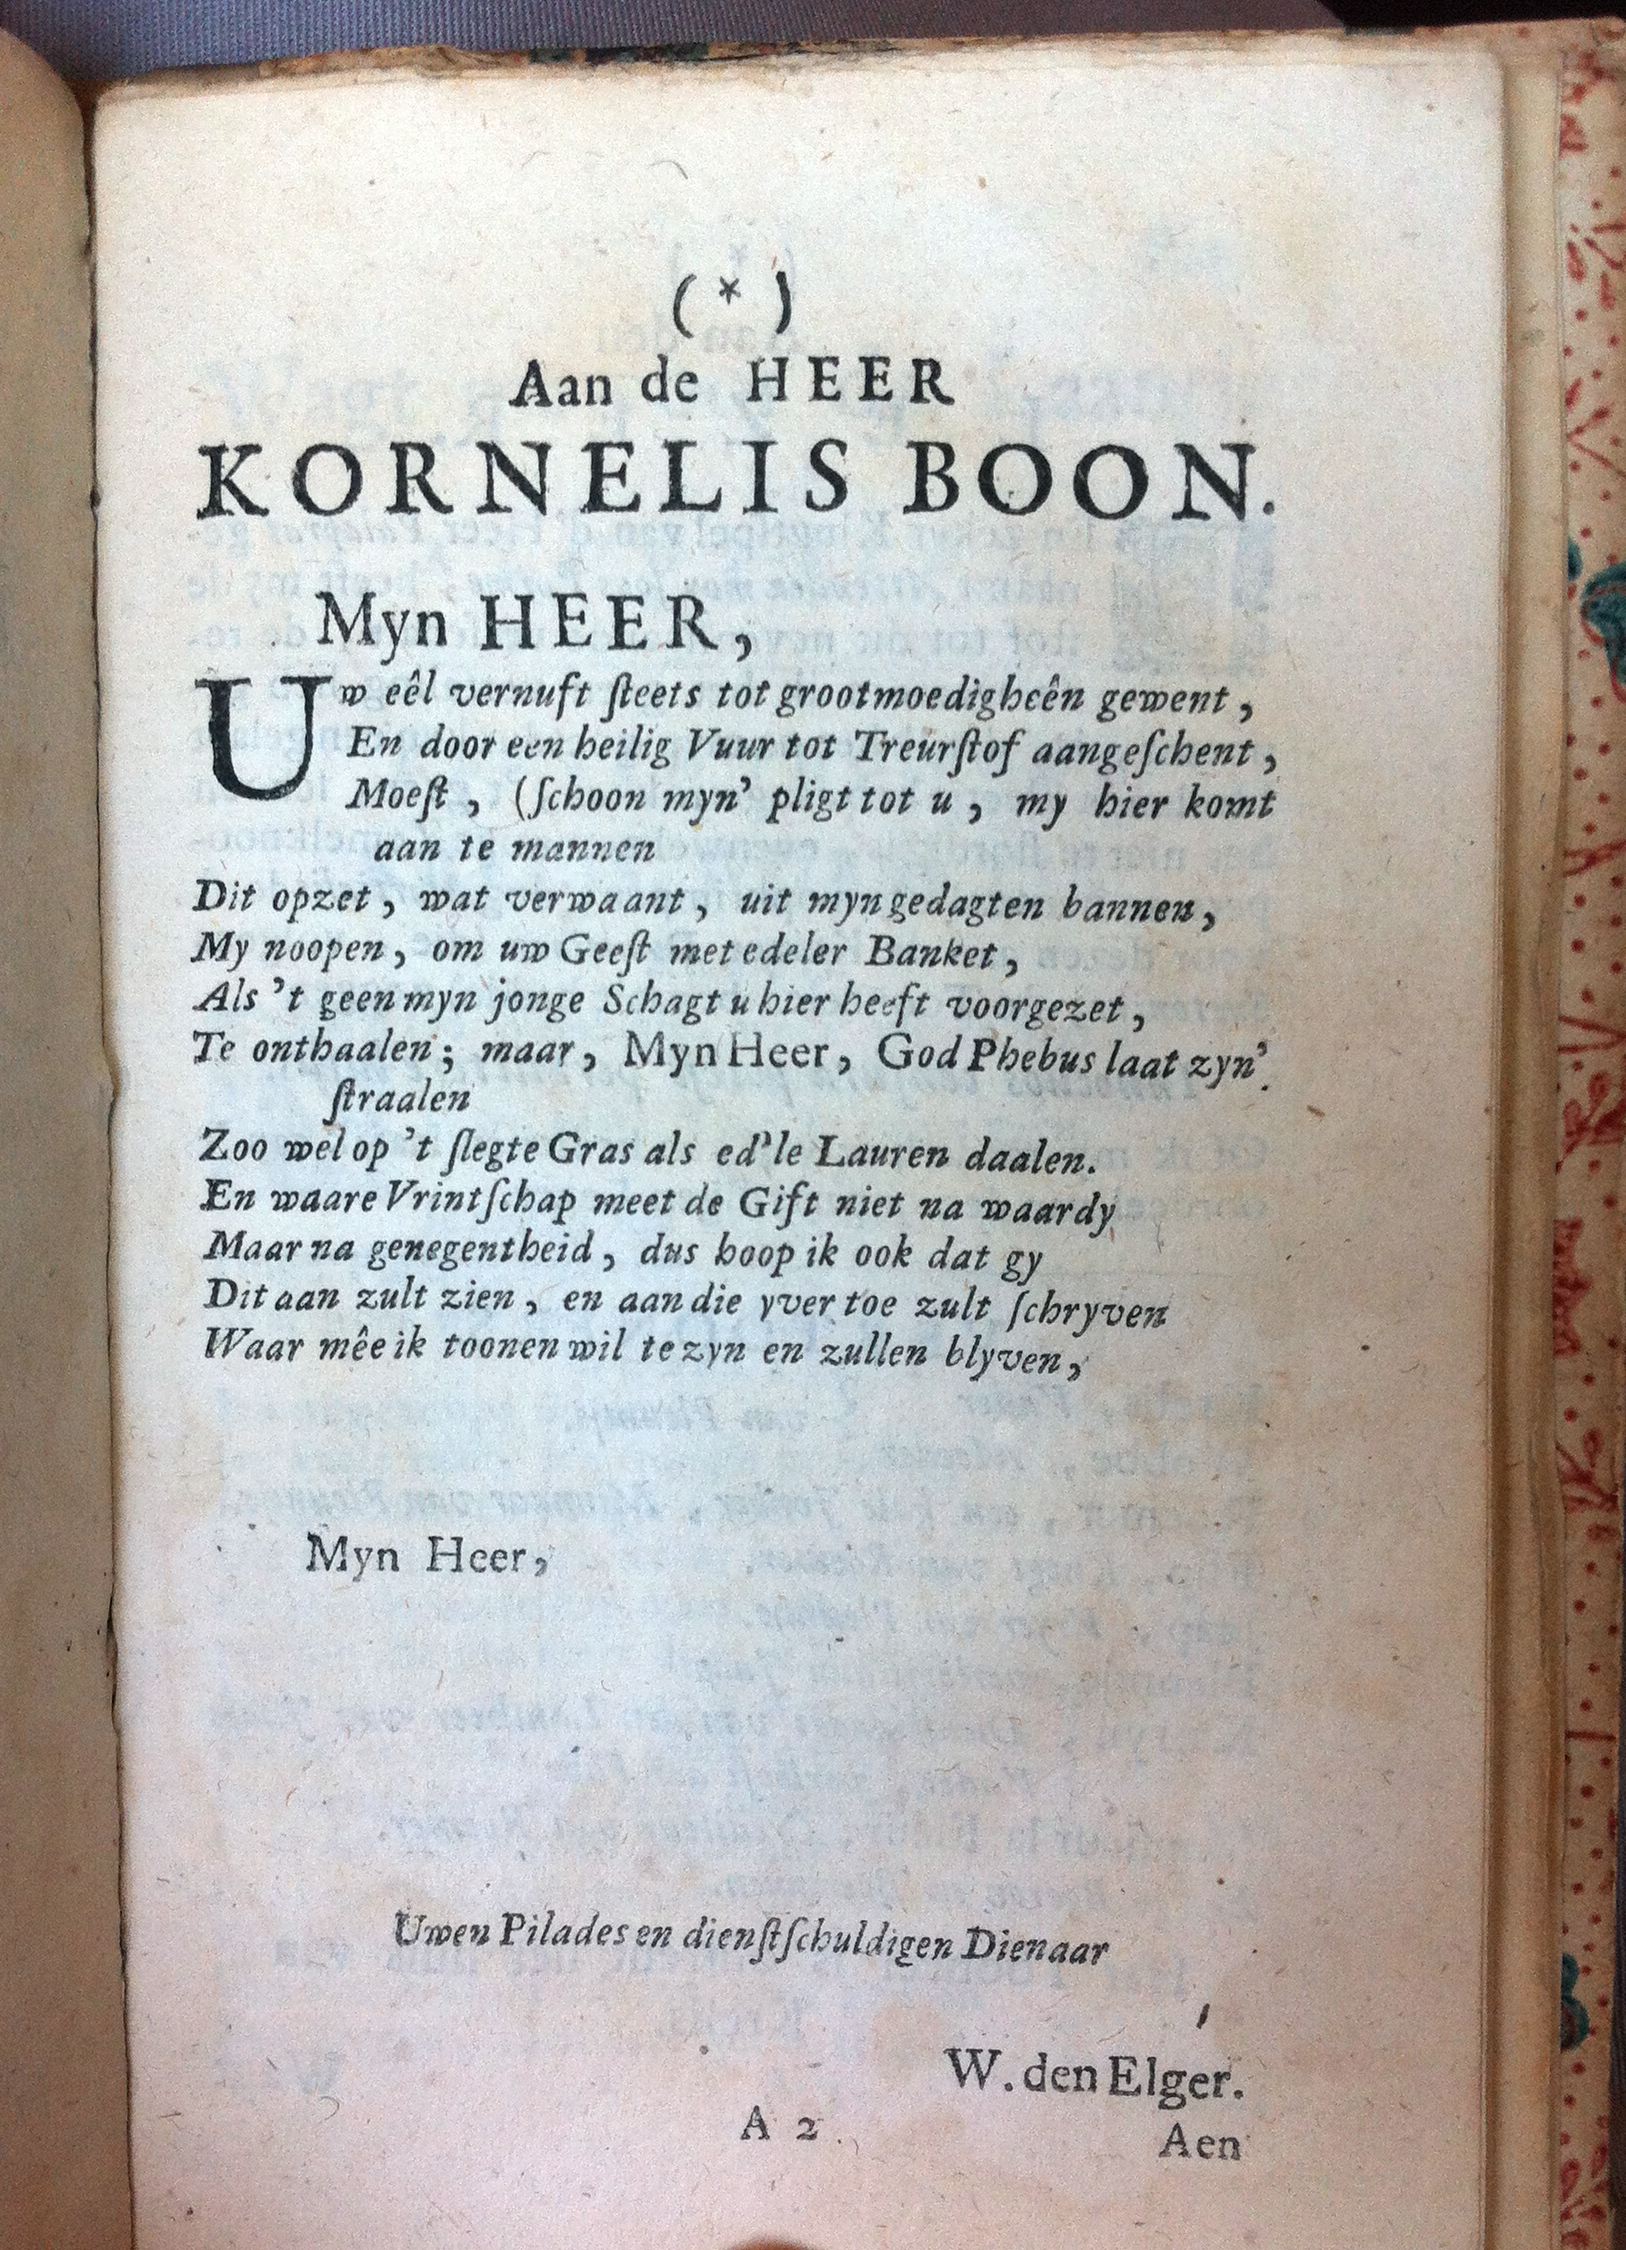 ( * )
Aan de HEER
KORNELIS BOON.
Myn HEER,
Uw eêl vernuft ſteets tot grootmoedigheên gewent,
En door een heilig Vuur tot Treurſtof aangeſchent,
Moeſt, (ſchoon myn' pligt tot u, my hier komt
aan te mannen
Dit opzet, wat verwaant, uit myn gedagten bannen,
My noopen, om uw Geeſt met edeler Banket,
Als 't geen myn jonge Schagt u hier heeft voorgezet,
Te onthaalen; maar, Myn Heer, God Phebus laat zyn'
ſtraalen
Zoo wel op 't ſlegte Gras als ed'le Lauren daalen.
En waare Vrintſchap meet de Gift niet na waardy
Maar na genegentheid, dus hoop ik ook dat gy
Dit aan zult zien, en aan die yver toe zult ſchryven
Waar mêe ik toonen wil te zyn en zullen blyven,
Myn Heer,
Uwen Pilades en dienſtſchuldigen Dienaar
W. den Elger.
A 2
Aen